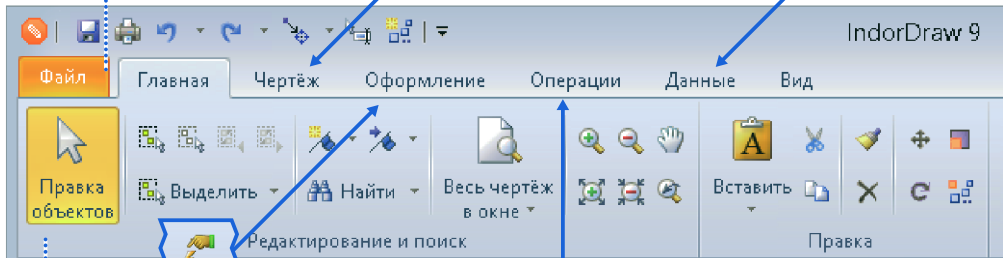 IndorDraw 9
Файл Главная Чертёж Оформление Операции Данные Вид
Правка объектов
Выделить
Найти
Весь чертёж
в окне
Вставить
Редактирование и поиск
Правка